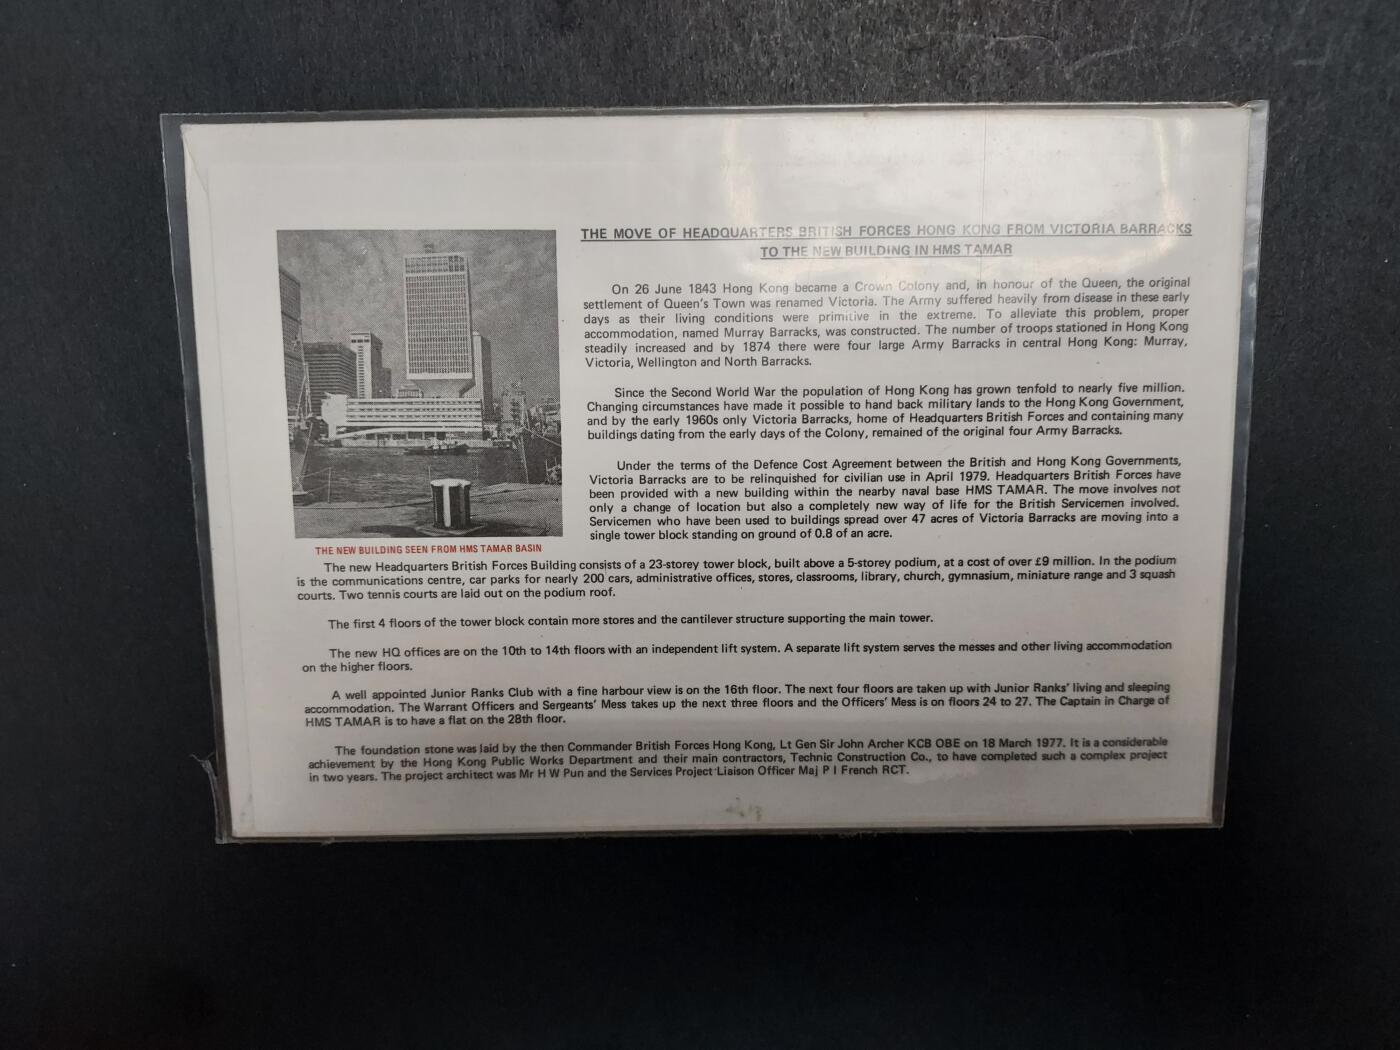 THE MOVE OF HEADQUARTERS BRITISH FORCES HONG KONG FROM VICTORIA BARRACKS
TO THE NEW BUILDING IN HMS TAMAR
On 26 June 1843 Hong Kong became a Crown Colony and, in honour of the Queen, the original
settlement of Queen's Town was renamed Victoria. The Army suffered heavily from disease in these early
days as their living conditions were primitive in the extreme. To alleviate this problem, proper
accommodation, named Murray Barracks, was constructed. The number of troops stationed in Hong Kong
steadily increased and by 1874 there were four large Army Barracks in central Hong Kong: Murray,
Victoria, Wellington and North Barracks.
Since the Second World War the population of Hong Kong has grown tenfold to nearly five million.
Changing circumstances have made it possible to hand back military lands to the Hong Kong Government,
and by the early 1960s only Victoria Barracks, home of Headquarters British Forces and containing many
buildings dating from the early days of the Colony, remained of the original four Army Barracks.
Under the terms of the Defence Cost Agreement between the British and Hong Kong Governments,
Victoria Barracks are to be relinquished for civilian use in April 1979. Headquarters British Forces have
been provided with a new building within the nearby naval base HMS TAMAR. The move involves not
only a change of location but also a completely new way of life for the British Servicemen involved.
Servicemen who have been used to buildings spread over 47 acres of Victoria Barracks are moving into a
single tower block standing on ground of 0.8 of an acre.
THE NEW BUILDING SEEN FROM HMS TAMAR BASIN
The new Headquarters British Forces Building consists of a 23-storey tower block, built above a 5-storey podium, at a cost of over £9 million. In the podium
is the communications centre, car parks for nearly 200 cars, administrative offices, stores, classrooms, library, church, gymnasium, miniature range and 3 squash
courts. Two tennis courts are laid out on the podium roof.
The first 4 floors of the tower block contain more stores and the cantilever structure supporting the main tower.
The new HQ offices are on the 10th to 14th floors with an independent lift system. A separate lift system serves the messes and other living accommodation
on the higher floors.
A well appointed Junior Ranks Club with a fine harbour view is on the 16th floor. The next four floors are taken up with Junior Ranks' living and sleeping
accommodation. The Warrant Officers and Sergeants' Mess takes up the next three floors and the Officers' Mess is on floors 24 to 27. The Captain in Charge of
HMS TAMAR is to have a flat on the 28th floor.
The foundation stone was laid by the then Commander British Forces Hong Kong, Lt Gen Sir John Archer KCB OBE on 18 March 1977. It is a considerable
achievement by the Hong Kong Public Works Department and their main contractors, Technic Construction Co., to have completed such a complex project
in two years. The project architect was Mr H W Pun and the Services Project Liaison Officer Maj P I French RCT.